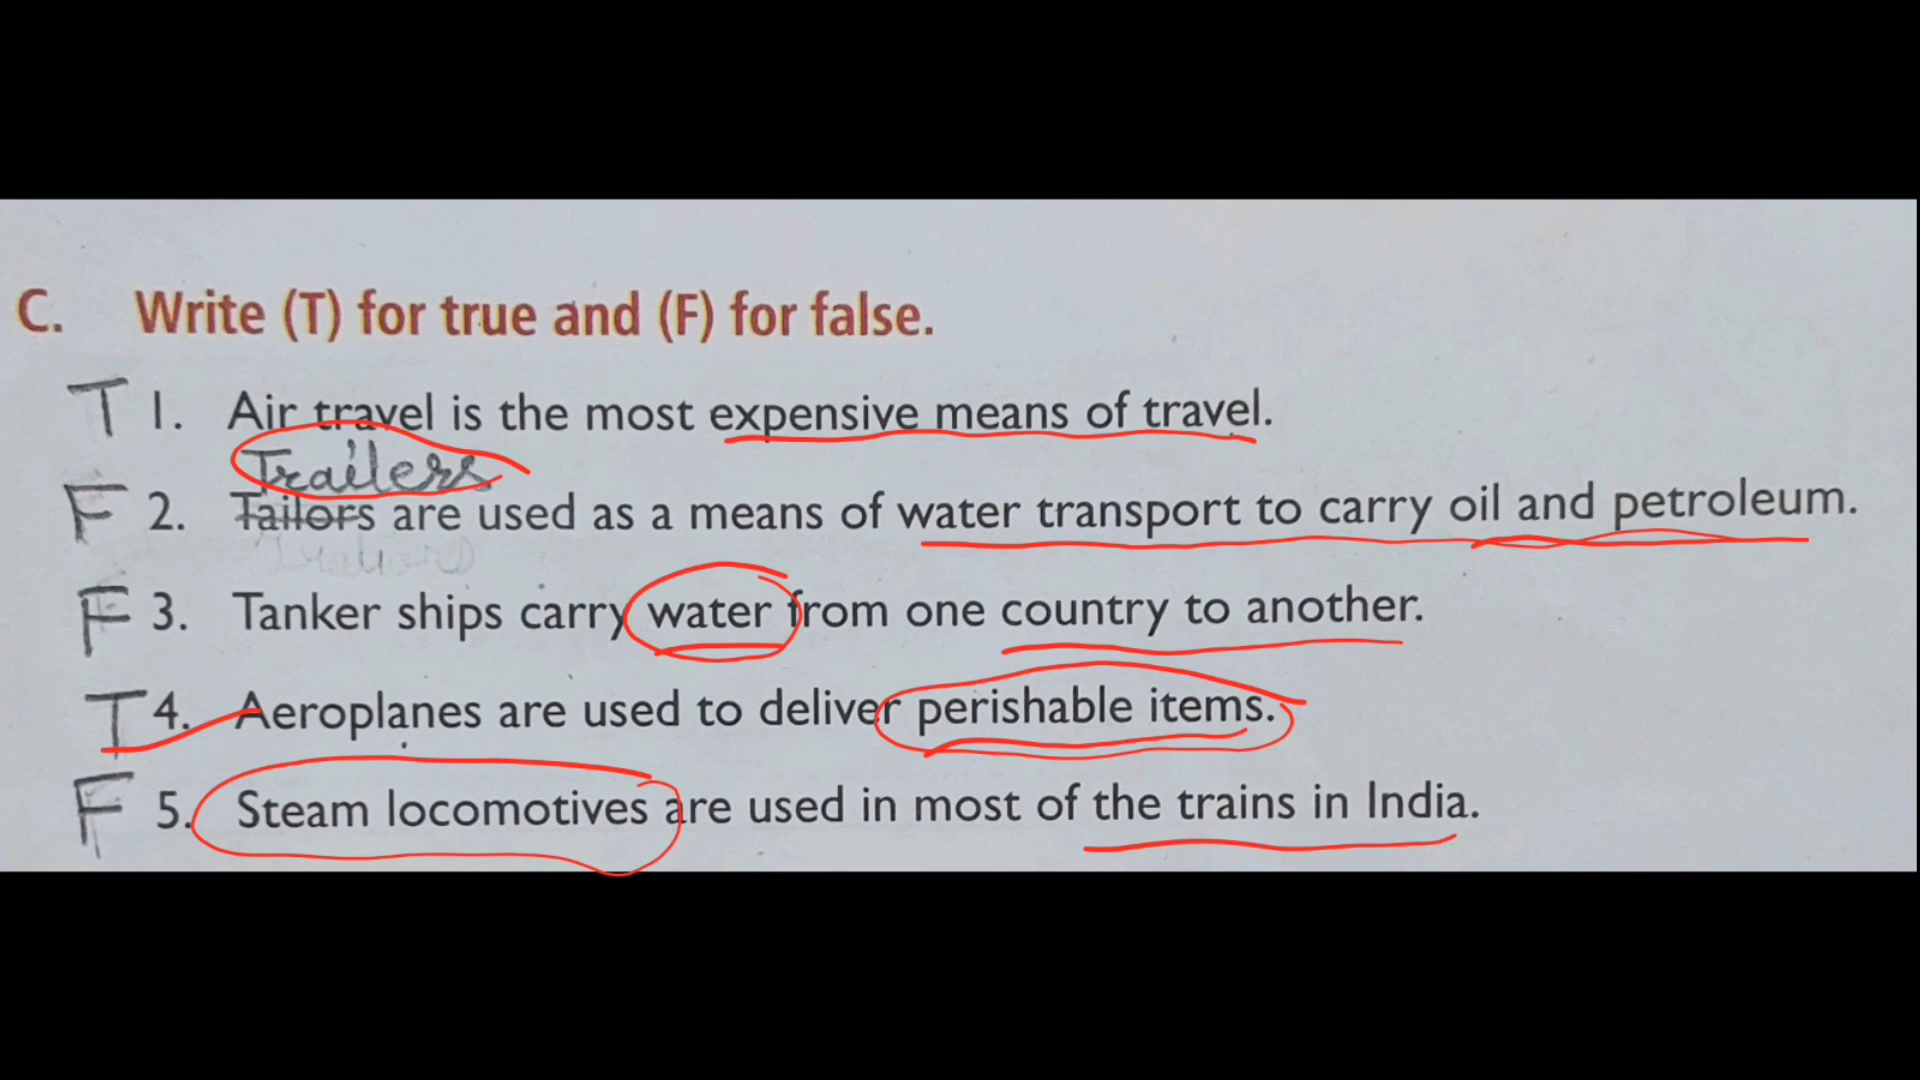 C. Write (T) for true and (F) for false.
T 1. Air travel is the most expensive means of travel.
Trailers
F 2. Tailors are used as a means of water transport to carry oil and petroleum.
F 3. Tanker ships carry water from one country to another.
T 4. Aeroplanes are used to deliver perishable items.
F 5. Steam locomotives are used in most of the trains in India.